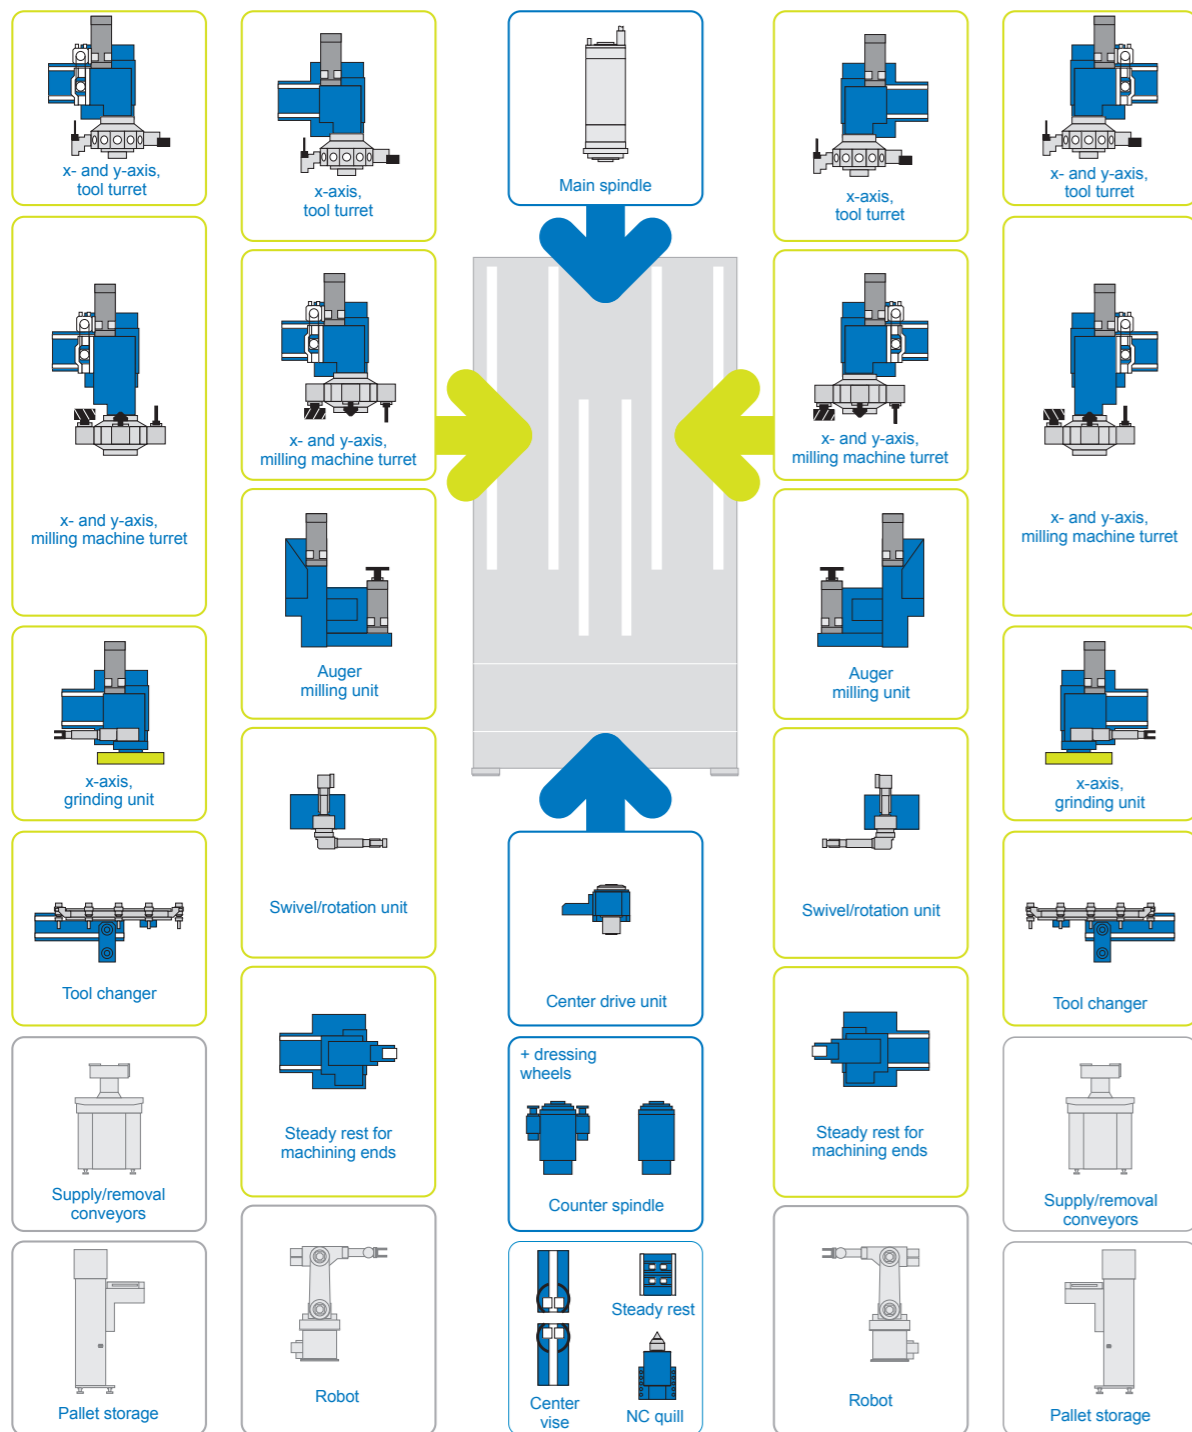 x- and y-axis,
tool turret
x-axis,
tool turret
Main spindle
x-axis,
tool turret
x- and y-axis,
tool turret
x- and y-axis,
milling machine turret
x- and y-axis,
milling machine turret
x- and y-axis,
milling machine turret
x- and y-axis,
milling machine turret
Auger
milling unit
Auger
milling unit
x-axis,
grinding unit
x-axis,
grinding unit
Swivel/rotation unit
Swivel/rotation unit
Tool changer
Center drive unit
Tool changer
+ dressing
wheels
Steady rest for
machining ends
Steady rest for
machining ends
Supply/removal
conveyors
Counter spindle
Supply/removal
conveyors
Steady rest
Robot
Center
vise
NC quill
Robot
Pallet storage
Pallet storage